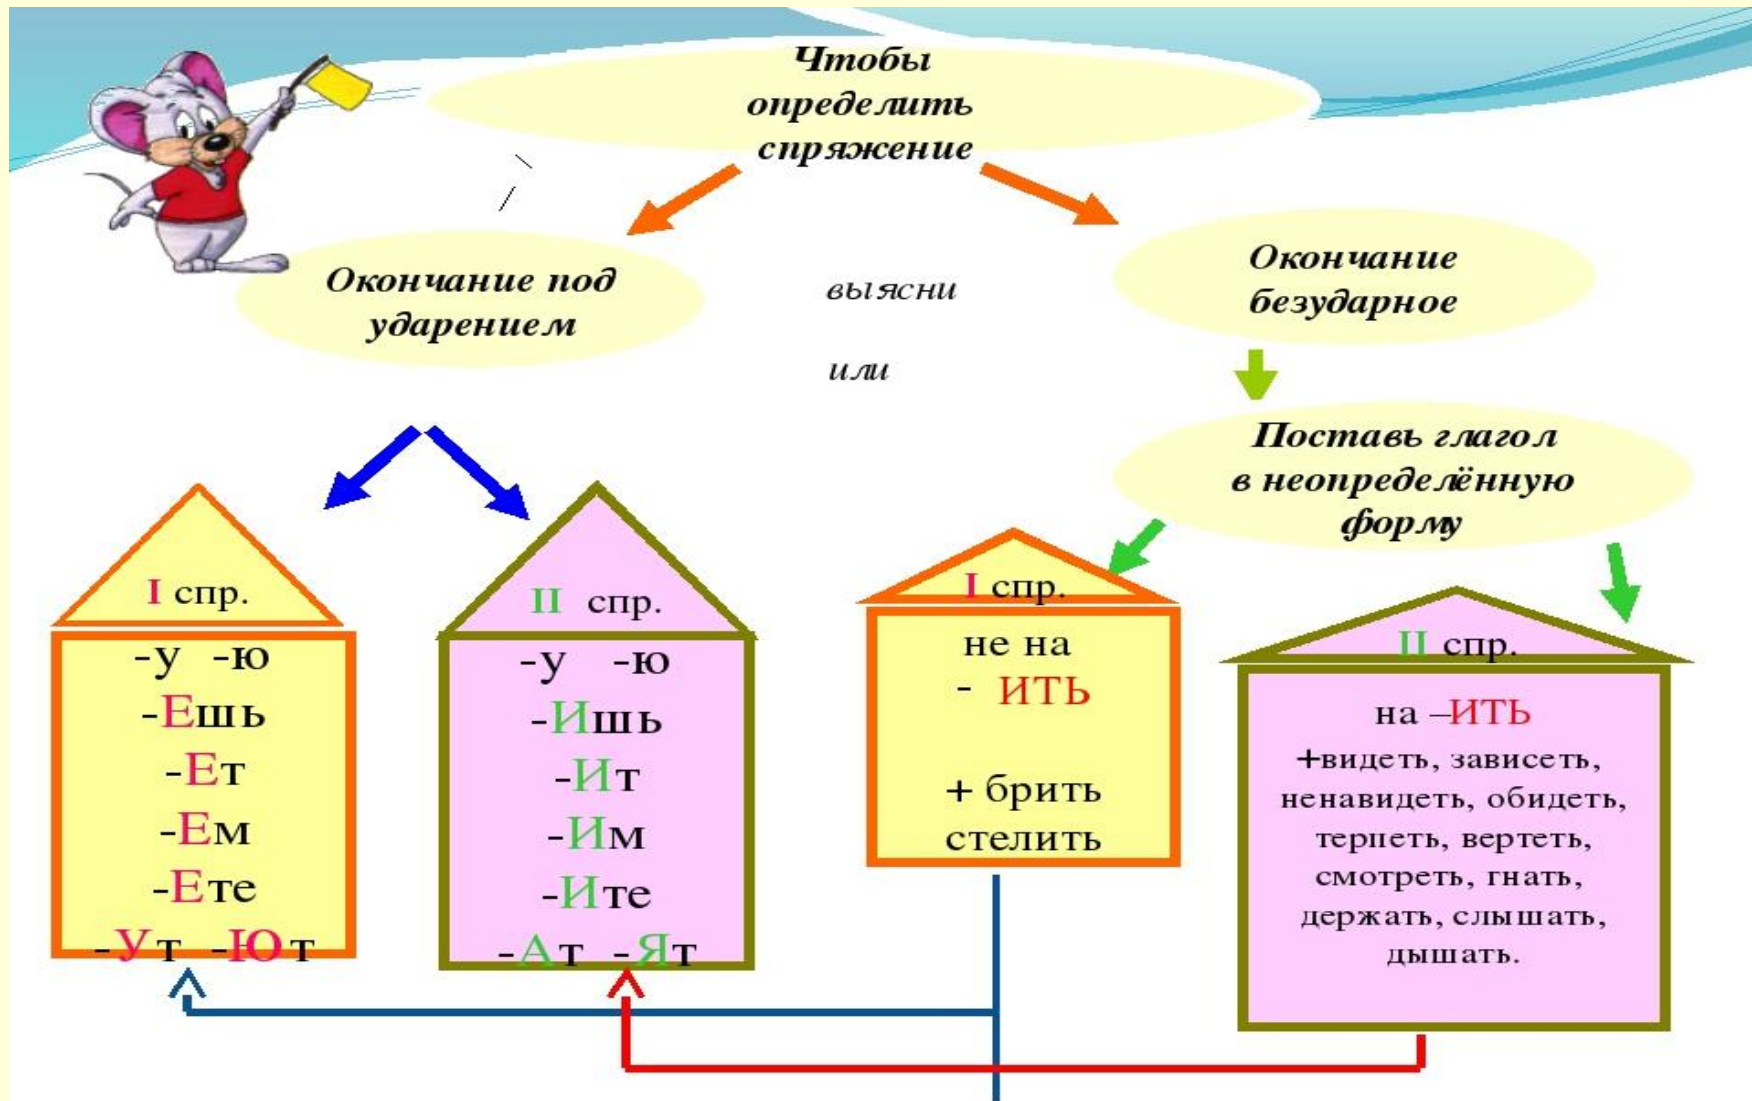 Чтобы
определить
спряжение
Окончание под
ударением
выясни
или
Окончание
безударное
Поставь глагол
в неопределённую
форму
I спр.
-у -ю
-Ешь
-Ет
-Ем
-Ете
-Ут -Ют
II спр.
-у -ю
-Ишь
-Ит
-Им
-Ите
-Ат -Ят
I спр.
не на
- ИТЬ
+ брить
стелить
II спр.
на –ИТЬ
+видеть, зависеть,
ненавидеть, обидеть,
терпеть, вертеть,
смотреть, гнать,
держать, слышать,
дышать.